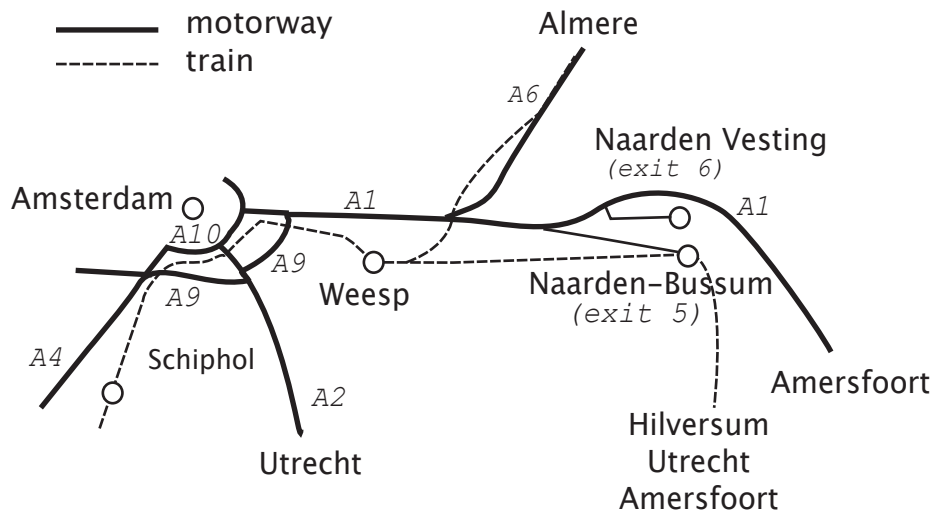 motorway
train
Almere
A6
Naarden Vesting
(exit 6)
Amsterdam
A1
A1
A10
A9
Weesp
Naarden-Bussum
(exit 5)
A9
A4
Schiphol
A2
Amersfoort
Utrecht
Hilversum
Utrecht
Amersfoort